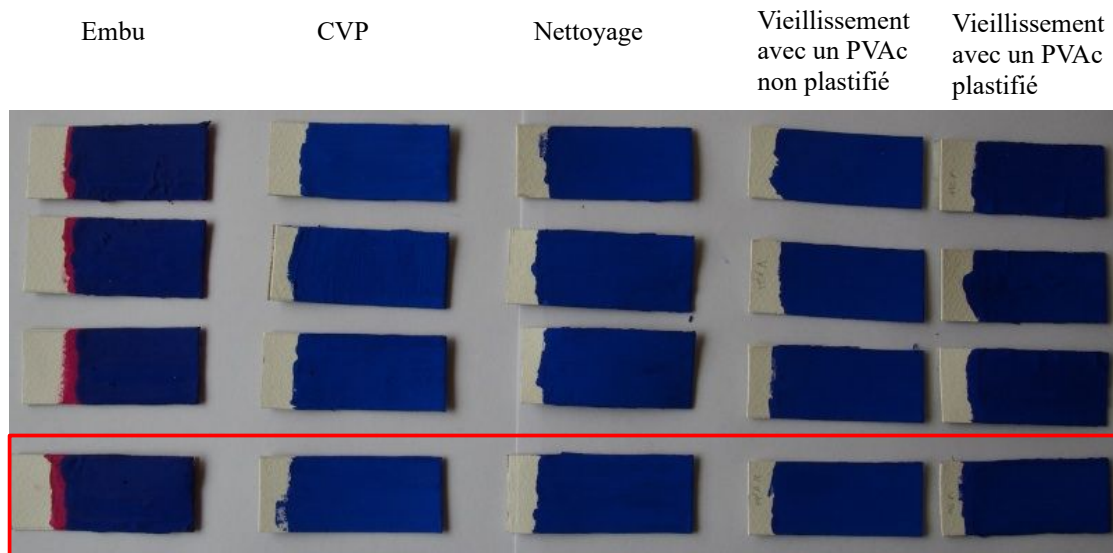 Embu
CVP
Nettoyage
Vieillissement
avec un PVAc
non plastifié
Vieillissement
avec un PVAc
plastifié